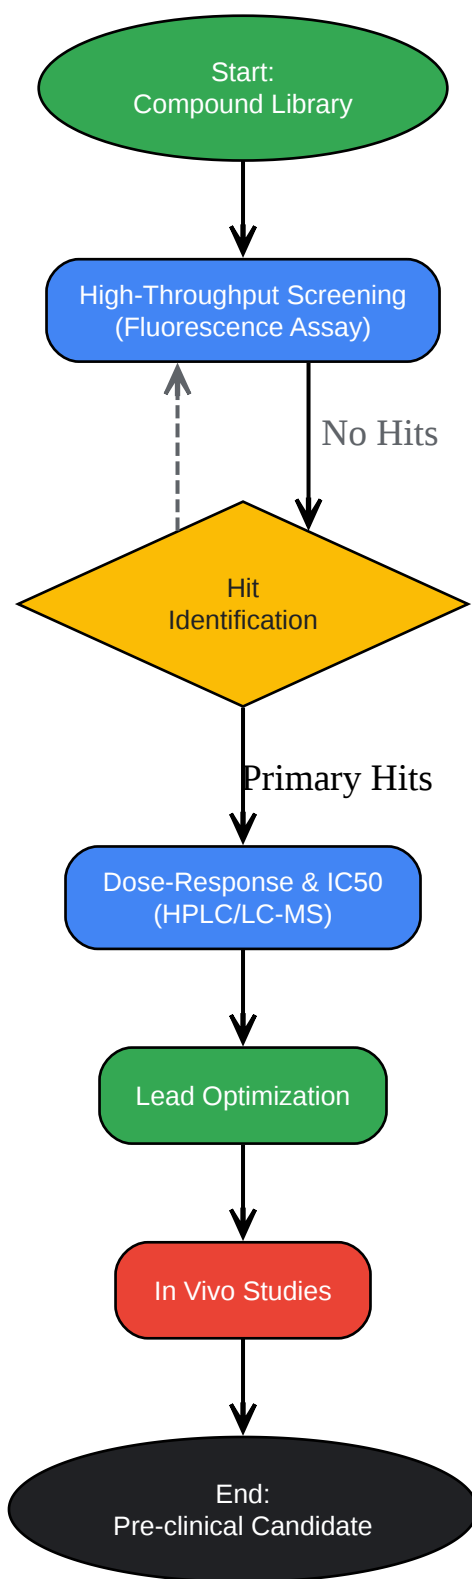 Start:
Compound Library
High-Throughput Screening
(Fluorescence Assay)
No Hits
Hit
Identification
Primary Hits
Dose-Response & IC50
(HPLC/LC-MS)
Lead Optimization
In Vivo Studies
End:
Pre-clinical Candidate